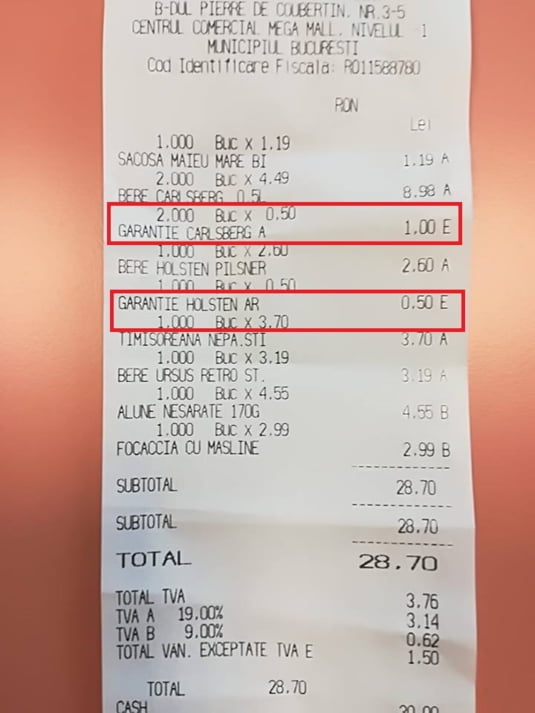 B-DUL PIERRE DE COUBERTIN. NR.3-5
CENTRUL COMERCIAL MEGA MALL. NIVELUL -1
MUNICIPIUL BUCURESTI
Cod Identificare Fiscala: RO11588780
RON
Lei
1.000 Buc X 1.19
SACOSA MAIEU MARE BI 1.19 A
2.000 Buc X 4.49
BERE CARLSBERG 0.5L 8.98 A
2.000 Buc X 0.50
GARANTIE CARLSBERG A 1.00 E
1.000 Buc X 2.60
BERE HOLSTEN PILSNER 2.60 A
1.000 Buc X 0.50
GARANTIE HOLSTEN AR 0.50 E
1.000 Buc X 3.70
TIMISOREANA NEPA.STI 3.70 A
1.000 Buc X 3.19
BERE URSUS RETRO ST. 3.19 A
1.000 Buc X 4.55
ALUNE NESARATE 170G 4.55 B
1.000 Buc X 2.99
FOCACCIA CU MASLINE 2.99 B
SUBTOTAL 28.70
SUBTOTAL 28.70
TOTAL 28.70
TOTAL TVA 3.76
TVA A 19.00% 3.14
TVA B 9.00% 0.62
TOTAL VAN. EXCEPTATE TVA E 1.50
TOTAL 28.70
CASH